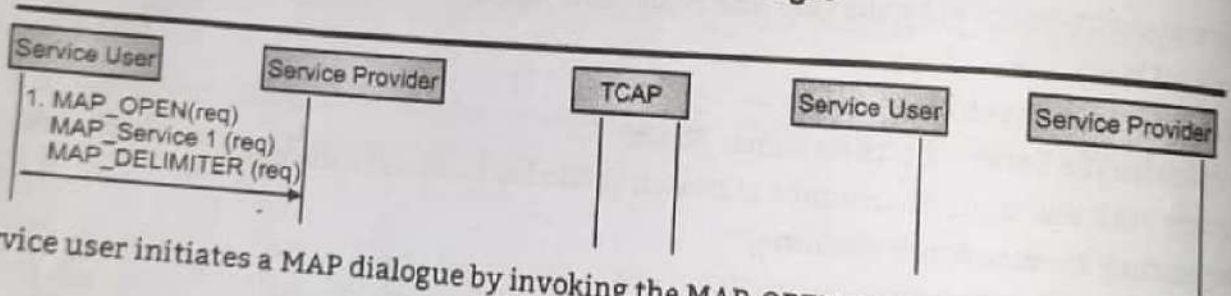 Service User
Service Provider
TCAP
Service User
Service Provider
1. MAP_OPEN(req)
MAP_Service 1 (req)
MAP_DELIMITER (req)
user initiates a MAP dialogue by invoking the